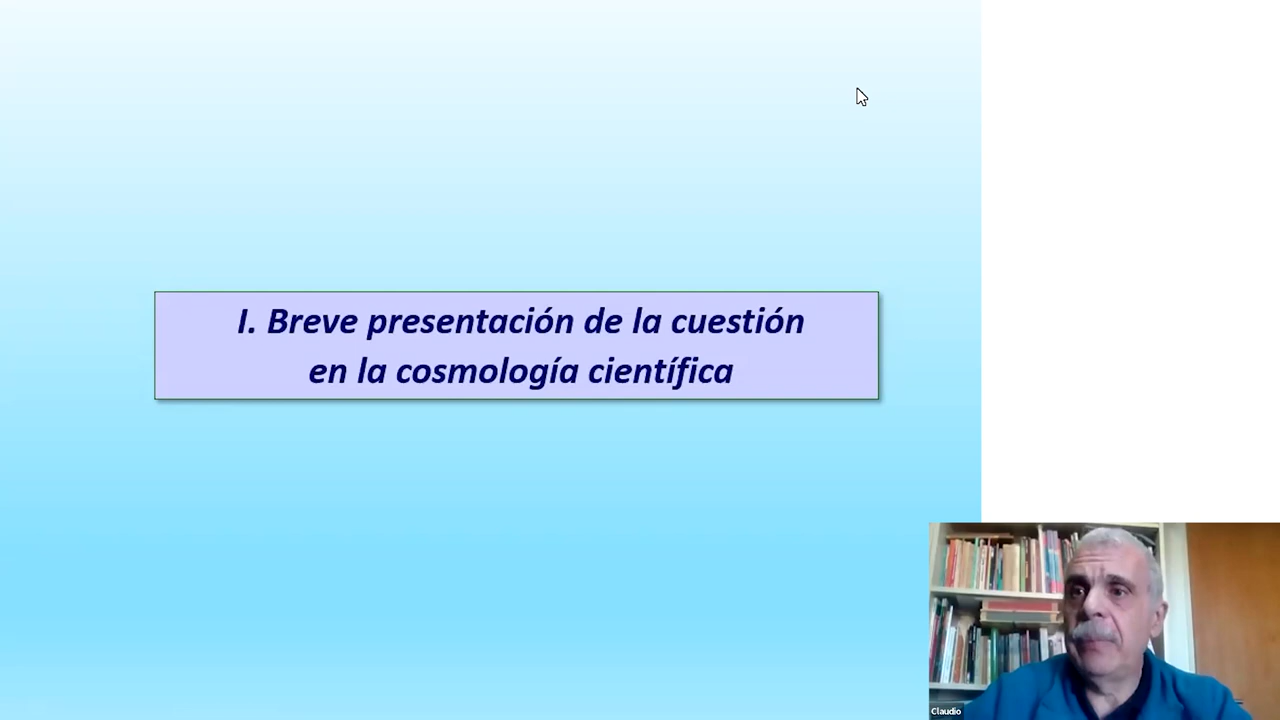 I. Breve presentación de la cuestión
en la cosmología científica
Claudio